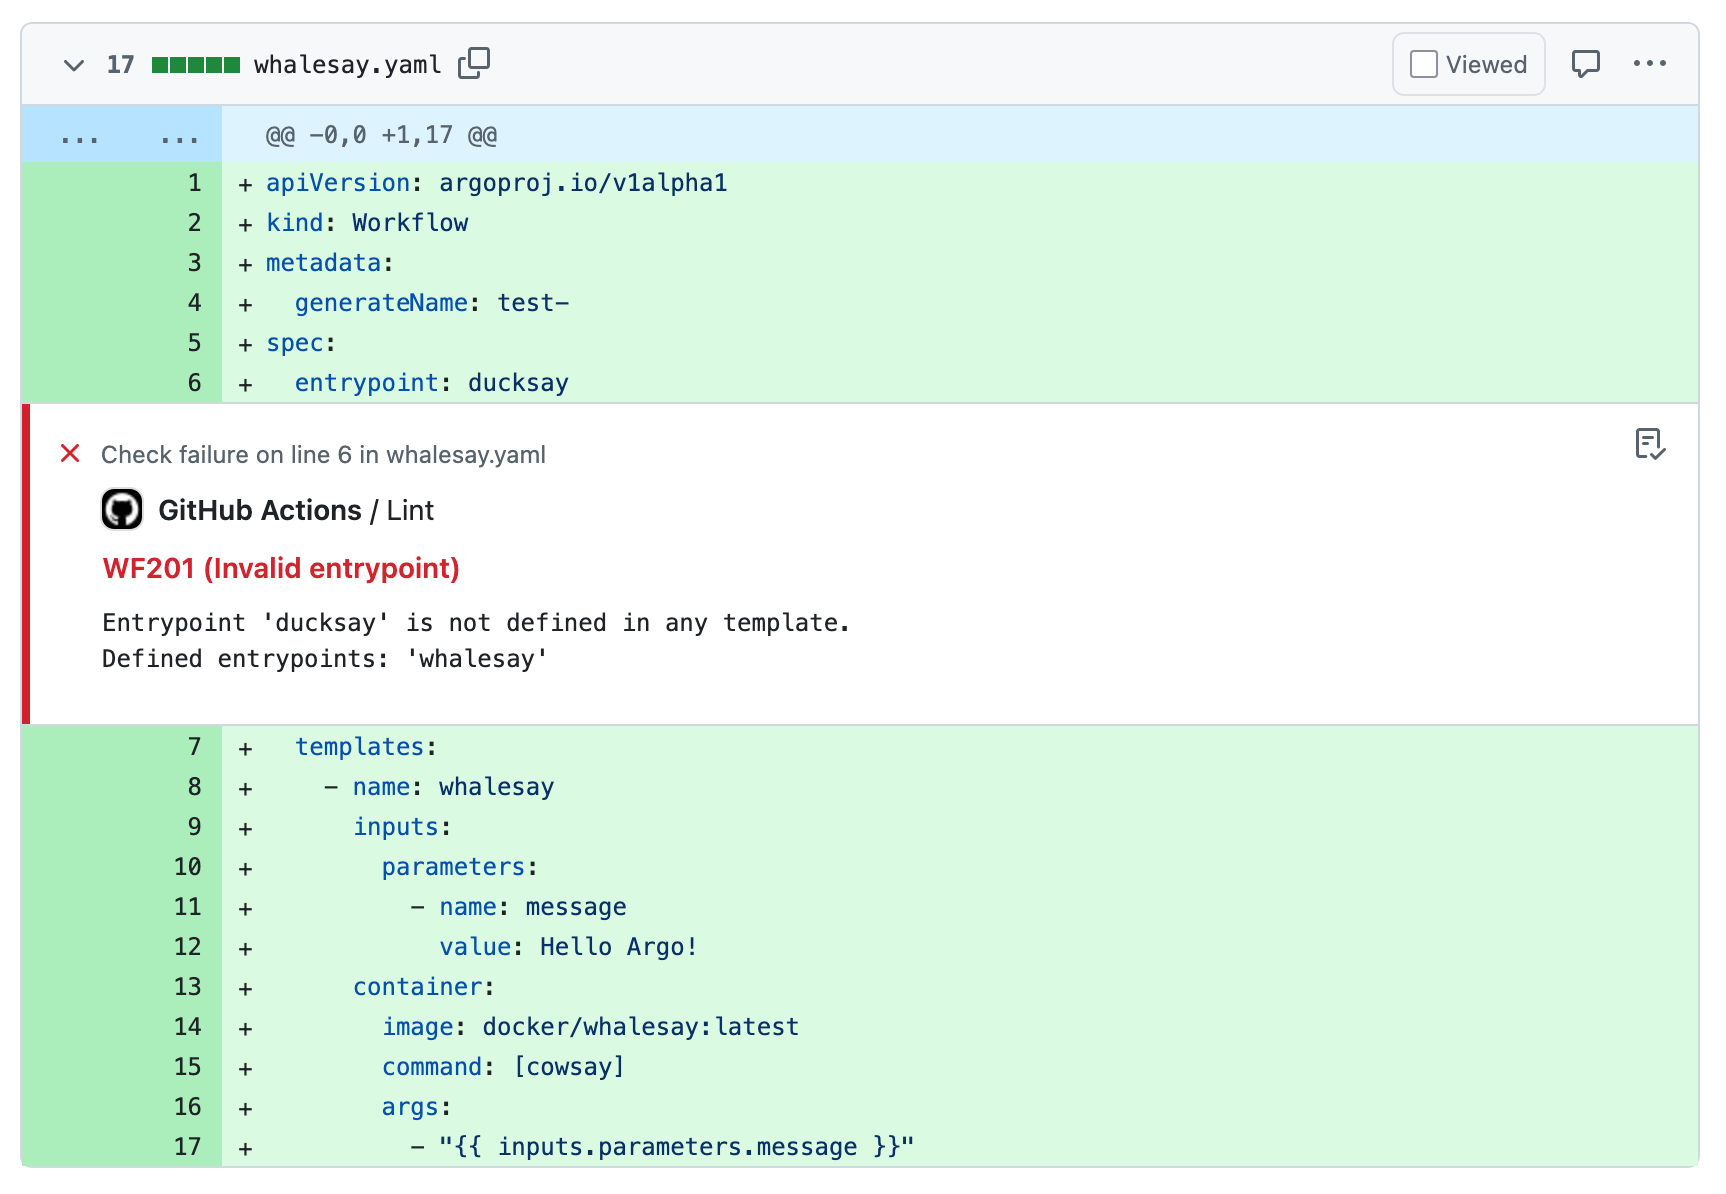 17 whalesay.yaml Viewed
... ... @@ -0,0 +1,17 @@
1 + apiVersion: argoproj.io/v1alpha1
2 + kind: Workflow
3 + metadata:
4 +   generateName: test-
5 + spec:
6 +   entrypoint: ducksay
Check failure on line 6 in whalesay.yaml
GitHub Actions / Lint
WF201 (Invalid entrypoint)
Entrypoint 'ducksay' is not defined in any template.
Defined entrypoints: 'whalesay'
7 +   templates:
8 +     - name: whalesay
9 +       inputs:
10 +         parameters:
11 +           - name: message
12 +             value: Hello Argo!
13 +       container:
14 +         image: docker/whalesay:latest
15 +         command: [cowsay]
16 +         args:
17 +           - "{{ inputs.parameters.message }}"